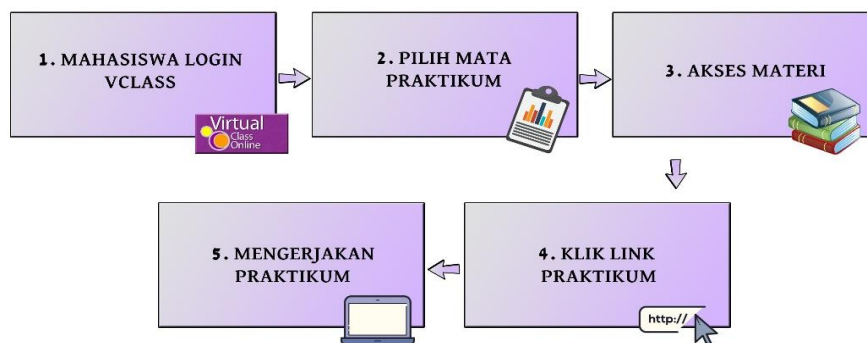 1. MAHASISWA LOGIN
VCLASS
Virtual
Class
Online
2. PILIH MATA
PRAKTIKUM
3. AKSES MATERI
4. KLIK LINK
PRAKTIKUM
http://
5. MENGERJAKAN
PRAKTIKUM